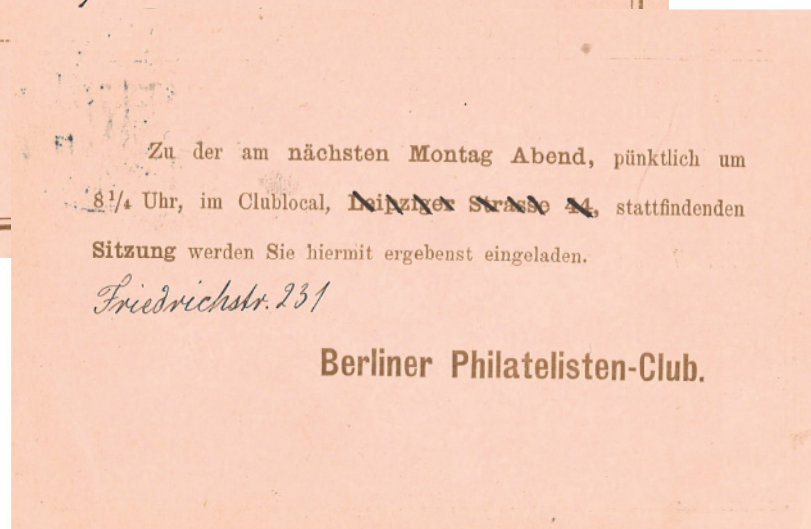 Zu der am nächsten Montag Abend, pünktlich um
8 1/4 Uhr, im Clublocal, Leipziger Strasse 44, stattfindenden
Sitzung werden Sie hiermit ergebenst eingeladen.
Friedrichstr. 231
Berliner Philatelisten-Club.